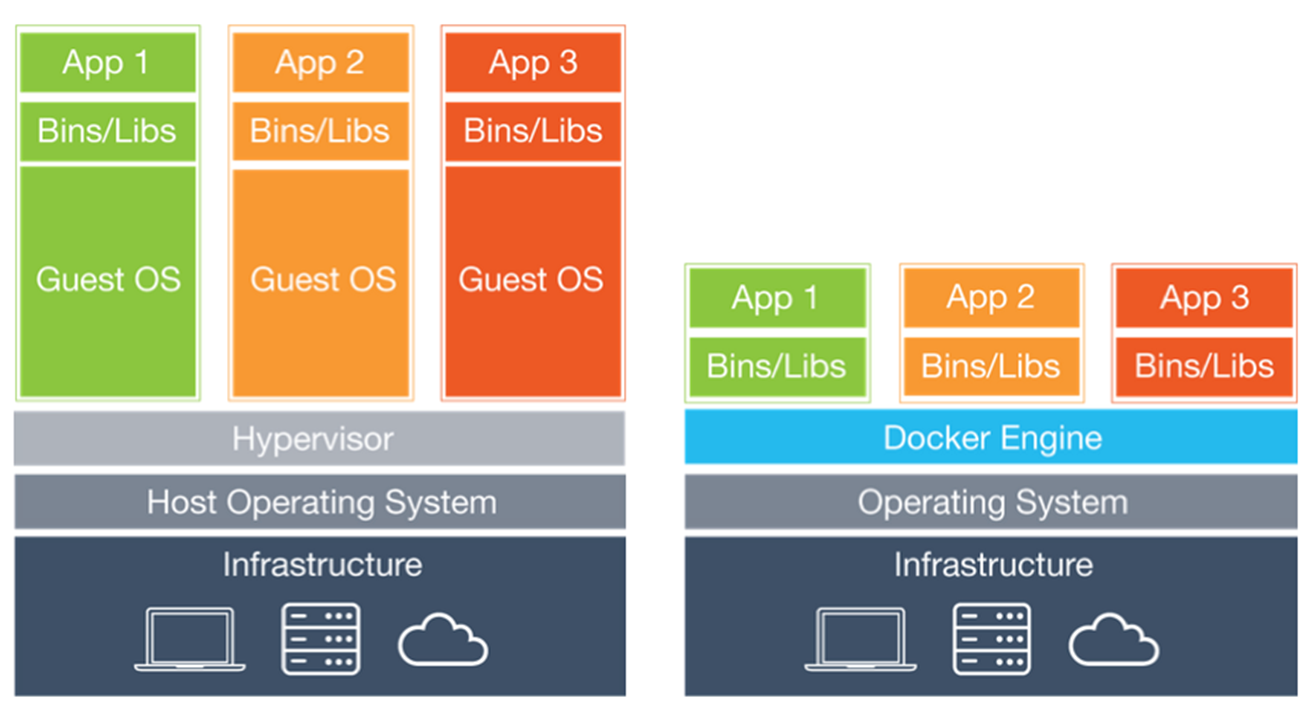 App 1
App 2
App 3
Bins/Libs
Bins/Libs
Bins/Libs
Guest OS
Guest OS
Guest OS
Hypervisor
Host Operating System
Infrastructure
App 1
App 2
App 3
Bins/Libs
Bins/Libs
Bins/Libs
Docker Engine
Operating System
Infrastructure